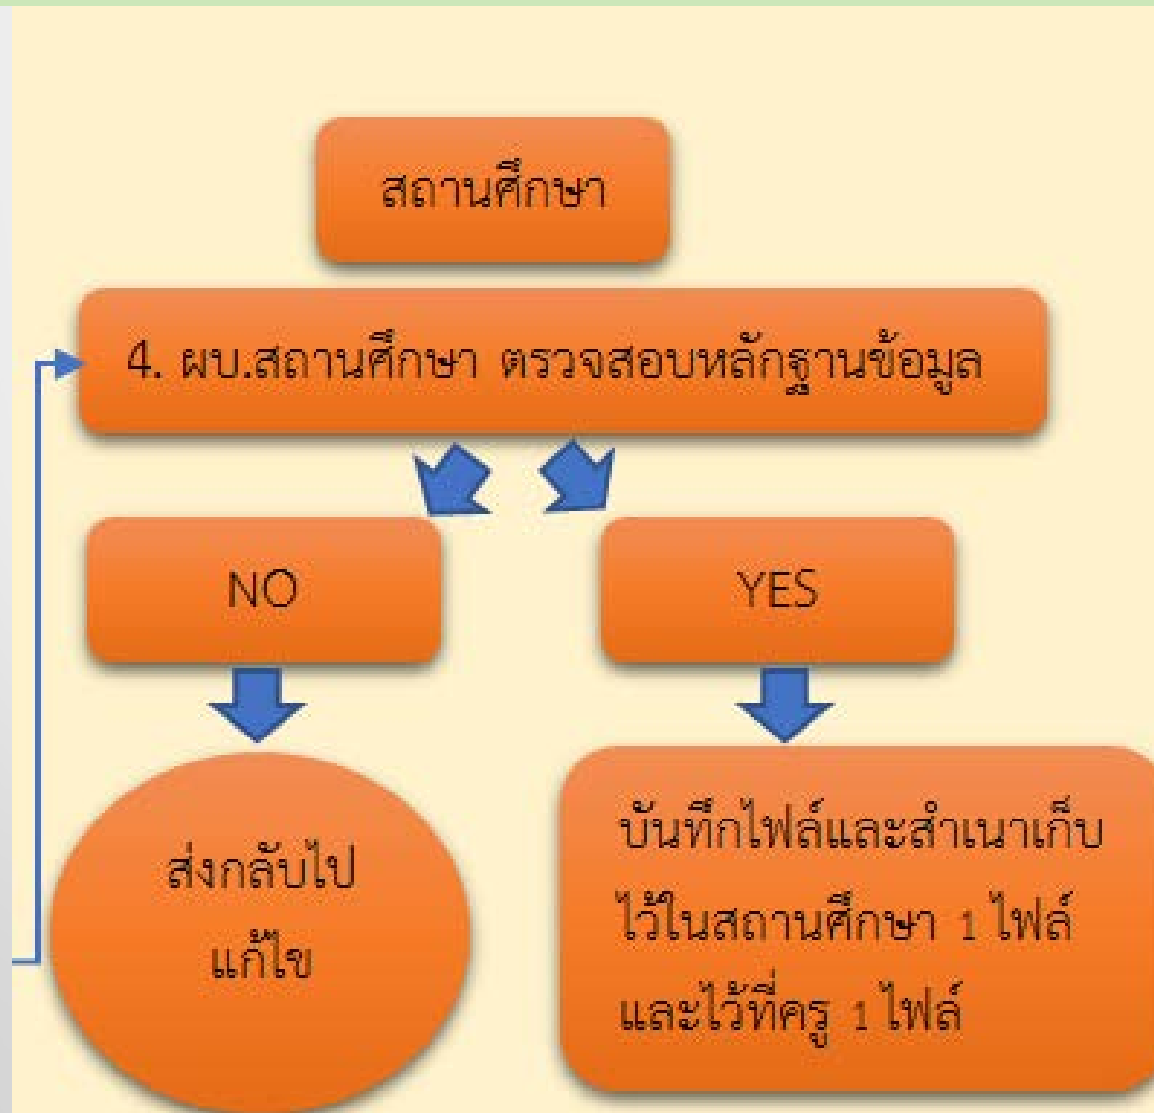 สถานศึกษา
4. ผบ.สถานศึกษา ตรวจสอบหลักฐานข้อมูล
NO
YES
ส่งกลับไป
แก้ไข
บันทึกไฟล์และสำเนาเก็บ
ไว้ในสถานศึกษา 1 ไฟล์
และไว้ที่ครู 1 ไฟล์